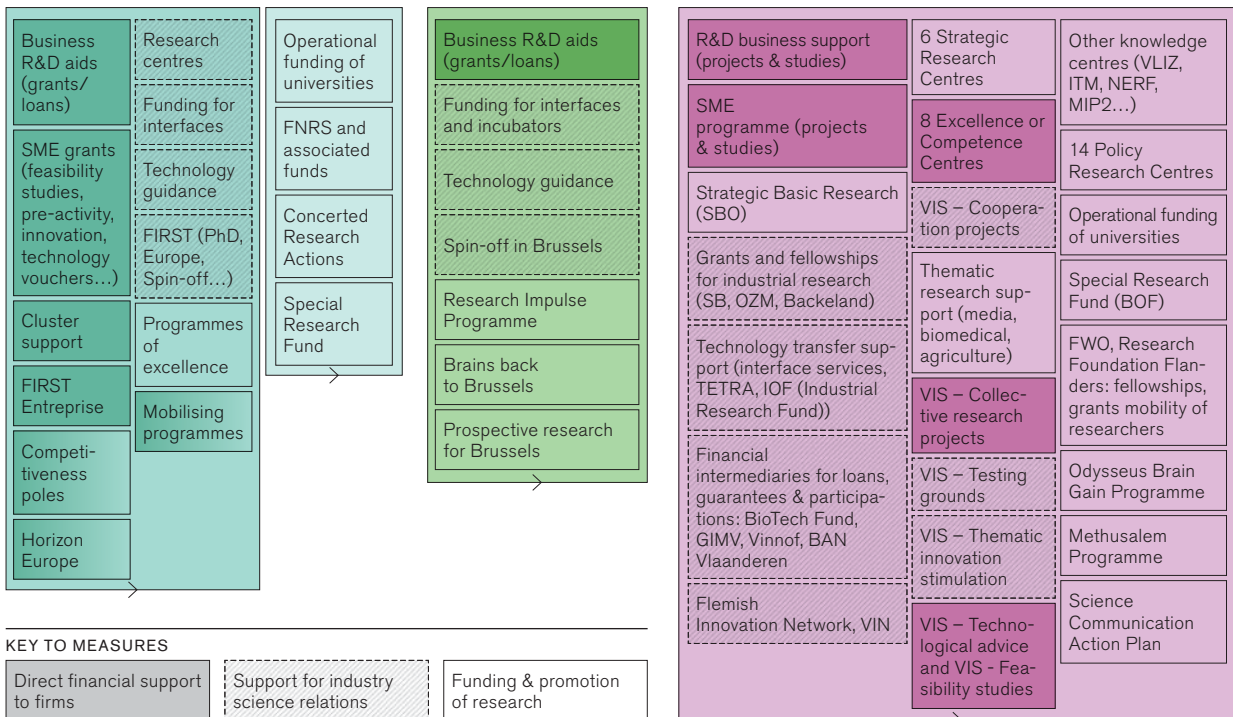 Business
R&D aids
(grants/
loans)
SME grants
(feasibility
studies,
pre-activity,
innovation,
technology
vouchers...)
Cluster
support
FIRST
Entreprise
Competi-
tiveness
poles
Horizon
Europe
Research
centres
Funding for
interfaces
Technology
guidance
FIRST (PhD,
Europe,
Spin-off...)
Programmes
of
excellence
Mobilising
programmes
Operational
funding of
universities
FNRS and
associated
funds
Concerted
Research
Actions
Special
Research
Fund
Business R&D aids
(grants/loans)
Funding for interfaces
and incubators
Technology guidance
Spin-off in Brussels
Research Impulse
Programme
Brains back
to Brussels
Prospective research
for Brussels
R&D business support
(projects & studies)
SME
programme (projects
& studies)
Strategic Basic Research
(SBO)
Grants and fellowships
for industrial research
(SB, OZM, Backeland)
Technology transfer sup-
port (interface services,
TETRA, IOF (Industrial
Research Fund))
Financial
intermediaries for loans,
guarantees & participa-
tions: BioTech Fund,
GIMV, Vinnof, BAN
Vlaanderen
Flemish
Innovation Network, VIN
6 Strategic
Research
Centres
8 Excellence or
Competence
Centres
VIS – Coopera-
tion projects
Thematic
research sup-
port (media,
biomedical,
agriculture)
VIS – Collec-
tive research
projects
VIS – Testing
grounds
VIS – Thematic
innovation
stimulation
VIS – Techno-
logical advice
and VIS - Fea-
sibility studies
Other knowledge
centres (VLIZ,
ITM, NERF,
MIP2...)
14 Policy
Research Centres
Operational funding
of universities
Special Research
Fund (BOF)
FWO, Research
Foundation Flan-
ders: fellowships,
grants mobility of
researchers
Odysseus Brain
Gain Programme
Methusalem
Programme
Science
Communication
Action Plan
KEY TO MEASURES
Direct financial support
to firms
Support for industry
science relations
Funding & promotion
of research